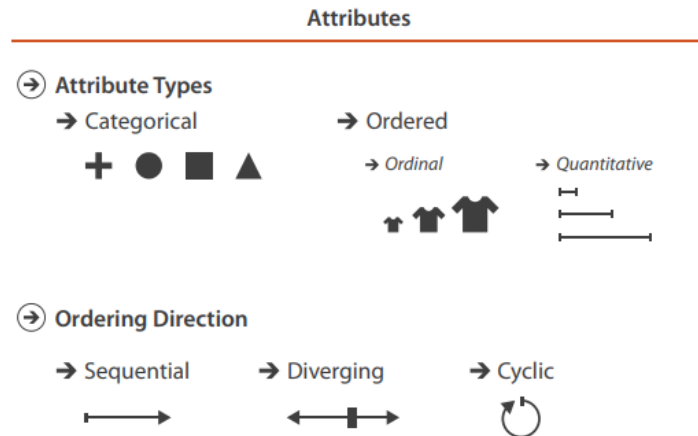 Attributes
Attribute Types
Categorical
Ordered
Ordinal
Quantitative
Ordering Direction
Sequential
Diverging
Cyclic